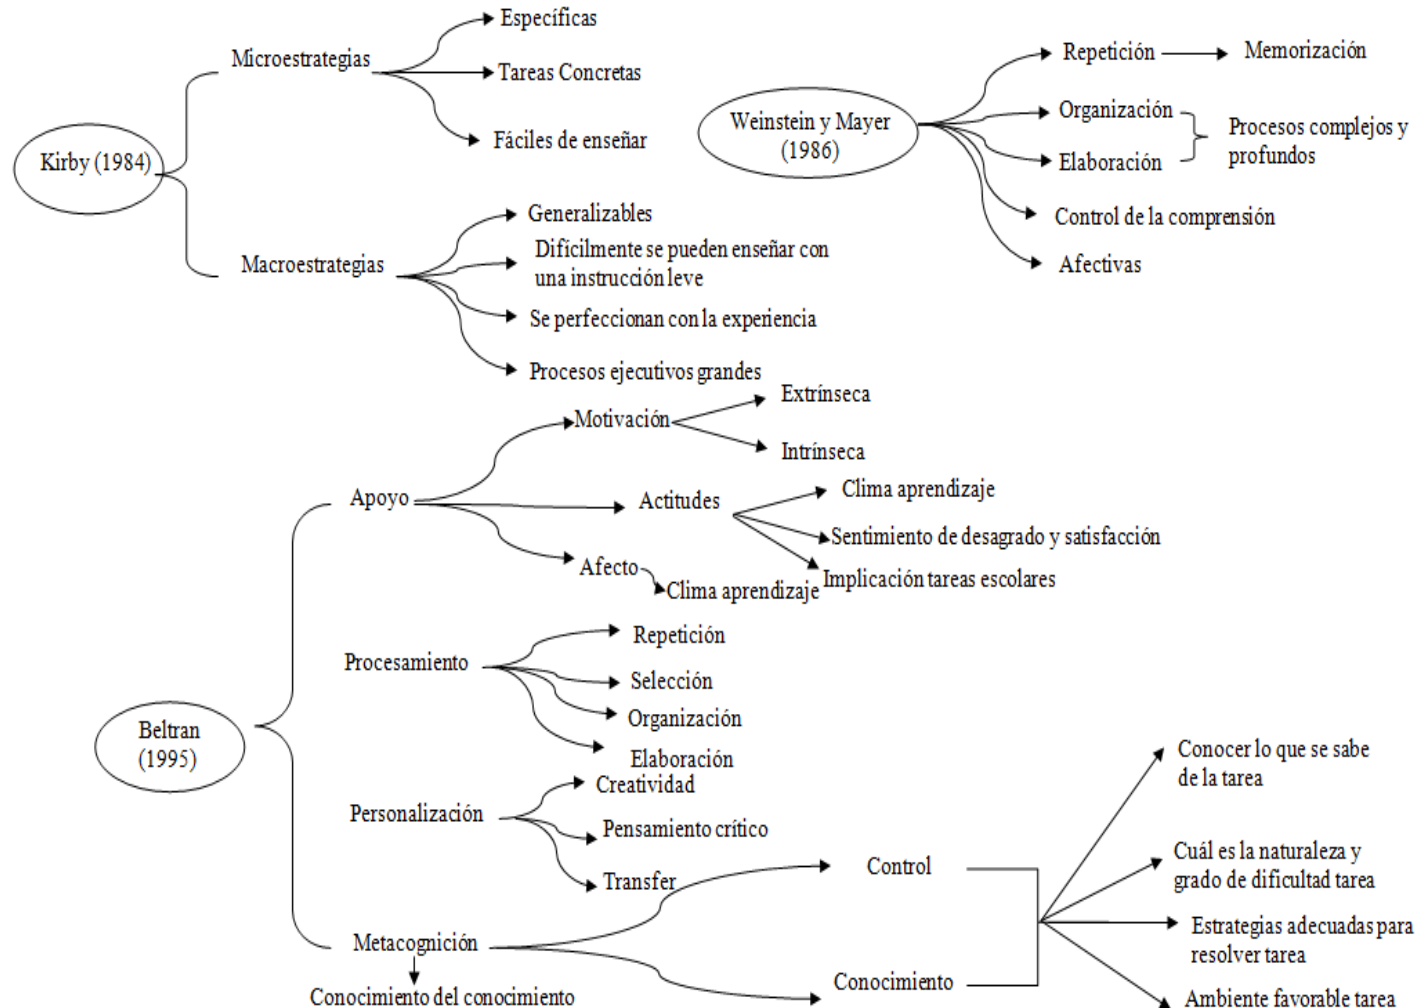 Kirby (1984)
Microestrategias
Específicas
Tareas Concretas
Fáciles de enseñar
Macroestrategias
Generalizables
Difícilmente se pueden enseñar con
una instrucción leve
Se perfeccionan con la experiencia
Procesos ejecutivos grandes
Weinstein y Mayer
(1986)
Repetición
Memorización
Organización
Elaboración
Procesos complejos y
profundos
Control de la comprensión
Afectivas
Beltran
(1995)
Apoyo
Motivación
Extrínseca
Intrínseca
Actitudes
Clima aprendizaje
Sentimiento de desagrado y satisfacción
Implicación tareas escolares
Afecto
Clima aprendizaje
Procesamiento
Repetición
Selección
Organización
Elaboración
Personalización
Creatividad
Pensamiento crítico
Transfer
Metacognición
Conocimiento del conocimiento
Control
Conocimiento
Conocer lo que se sabe
de la tarea
Cuál es la naturaleza y
grado de dificultad tarea
Estrategias adecuadas para
resolver tarea
Ambiente favorable tarea